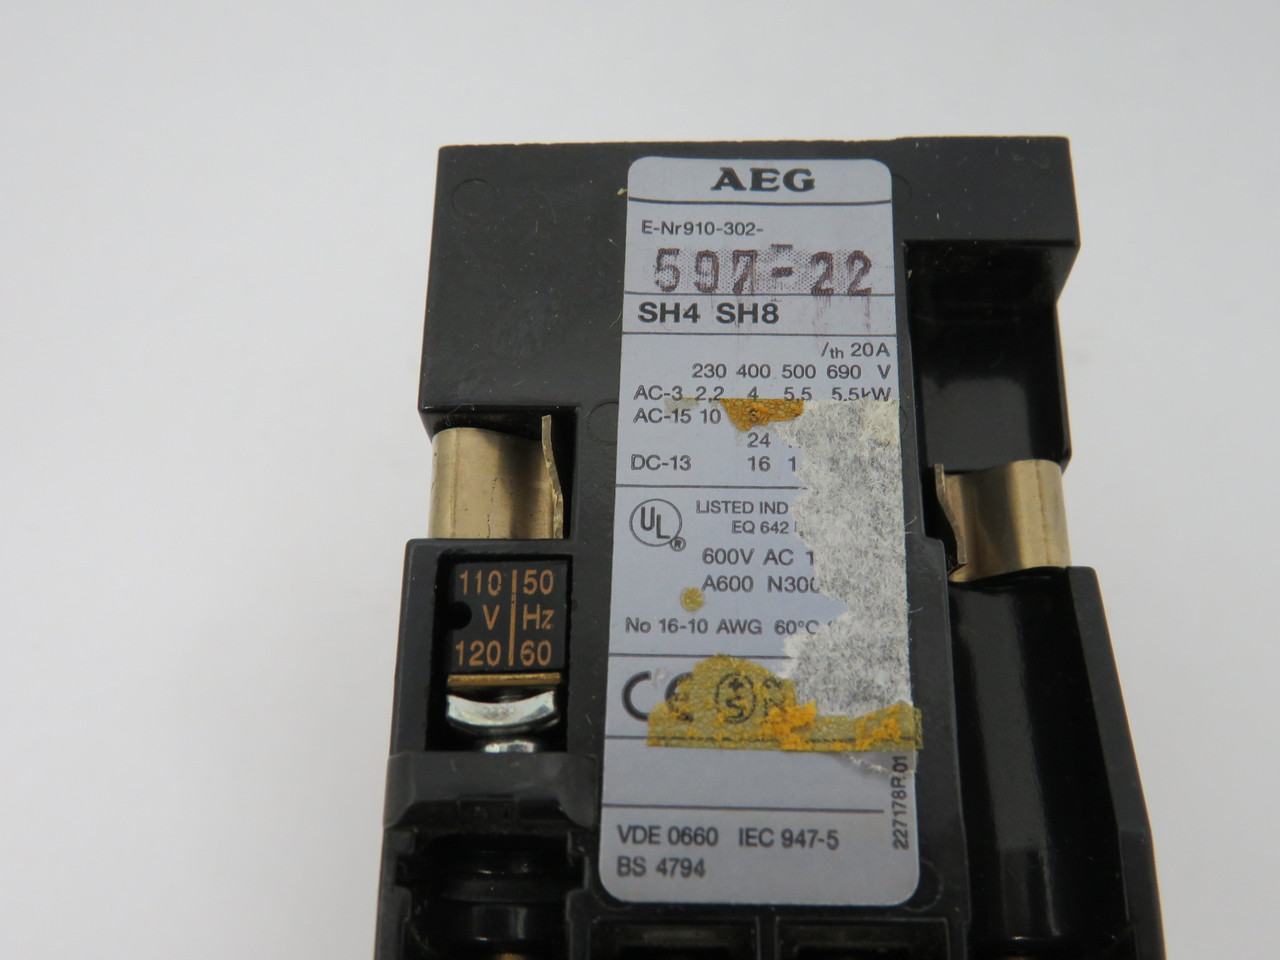 AEG
E-Nr910-302-
597-22
SH4 SH8
Ith 20A
230 400 500 690 V
AC-3 2,2 4 5,5 5,5kW
AC-15 10
24
DC-13 16
UL ®
LISTED IND
EQ 642
600V AC
A600 N300
No 16-10 AWG 60°C
CE S
227178R.01
VDE 0660 IEC 947-5
BS 4794
110 50
V Hz
120 60